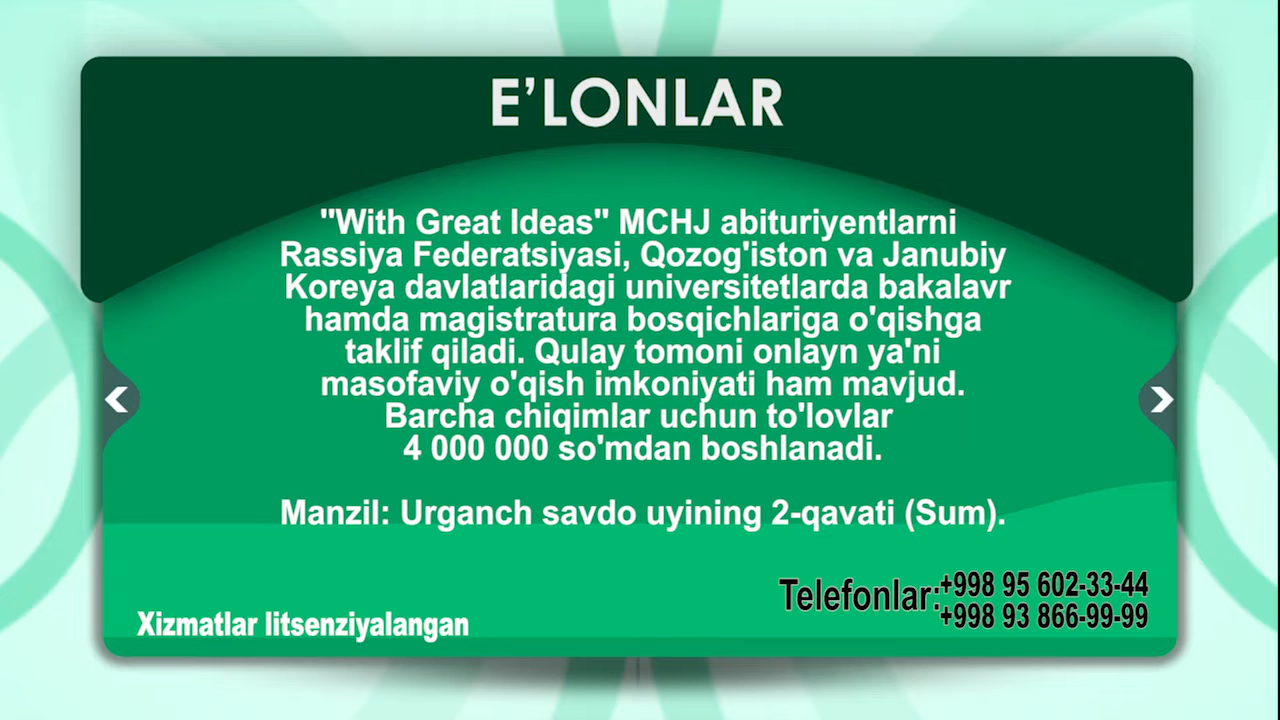 E’LONLAR
"With Great Ideas" MCHJ abituriyentlarni
Rassiya Federatsiyasi, Qozog'iston va Janubiy
Koreya davlatlaridagi universitetlarda bakalavr
hamda magistratura bosqichlariga o'qishga
taklif qiladi. Qulay tomoni onlayn ya'ni
masofaviy o'qish imkoniyati ham mavjud.
Barcha chiqimlar uchun to'lovlar
4 000 000 so'mdan boshlanadi.
Manzil: Urganch savdo uyining 2-qavati (Sum).
Telefonlar: +998 95 602-33-44
+998 93 866-99-99
Xizmatlar litsenziyalangan